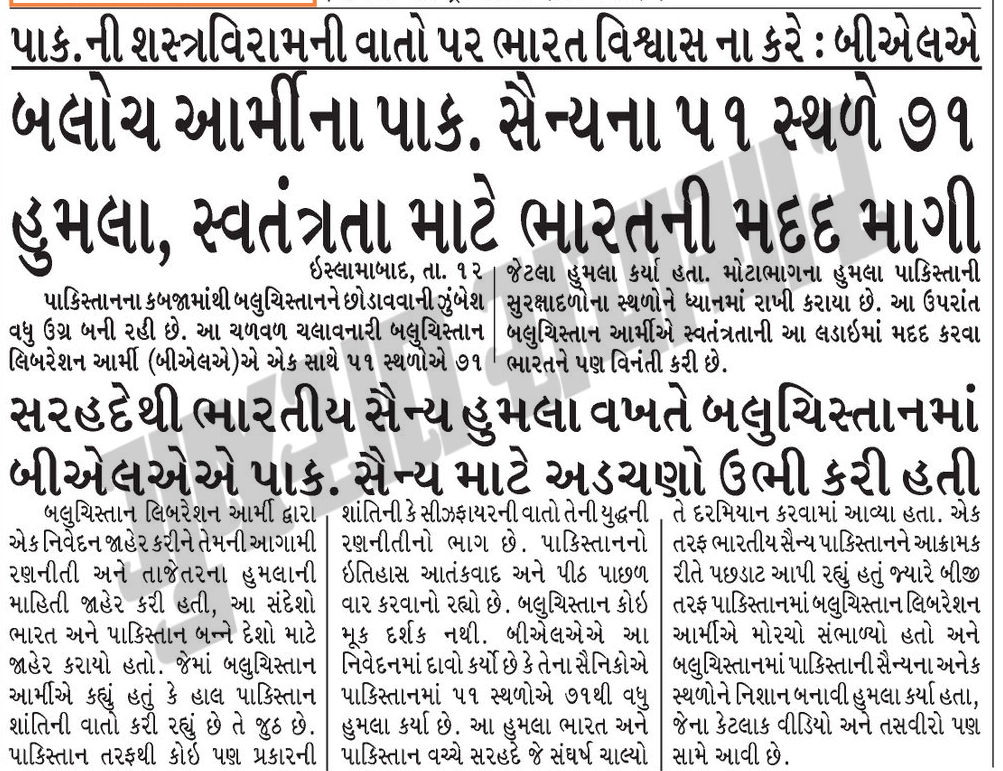 પાક.ની શસ્ત્રવિરામની વાતો પર ભારત વિશ્વાસ ના કરે : બીએલએ
બલોચ આર્મીના પાક. સૈન્યના ૫૧ સ્થળે ૭૧
હુમલા, સ્વતંત્રતા માટે ભારતની મદદ માગી
ઇસ્લામાબાદ, તા. ૧૨
પાકિસ્તાનના કબજામાંથી બલુચિસ્તાનને છોડાવવાની ઝુંબેશ
વધુ ઉગ્ર બની રહી છે. આ ચળવળ ચલાવનારી બલુચિસ્તાન
લિબરેશન આર્મી (બીએલએ)એ એક સાથે ૫૧ સ્થળોએ ૭૧
જેટલા હુમલા કર્યા હતા. મોટાભાગના હુમલા પાકિસ્તાની
સુરક્ષાદળોના સ્થળોને ધ્યાનમાં રાખી કરાયા છે. આ ઉપરાંત
બલુચિસ્તાન આર્મીએ સ્વતંત્રતાની આ લડાઇમાં મદદ કરવા
ભારતને પણ વિનંતી કરી છે.
સરહદેથી ભારતીય સૈન્ય હુમલા વખતે બલુચિસ્તાનમાં
બીએલએએ પાક. સૈન્ય માટે અડચણો ઉભી કરી હતી
બલુચિસ્તાન લિબરેશન આર્મી દ્વારા
એક નિવેદન જાહેર કરીને તેમની આગામી
રણનીતી અને તાજેતરના હુમલાની
માહિતી જાહેર કરી હતી, આ સંદેશો
ભારત અને પાકિસ્તાન બન્ને દેશો માટે
જાહેર કરાયો હતો. જેમાં બલુચિસ્તાન
આર્મીએ કહ્યું હતું કે હાલ પાકિસ્તાન
શાંતિની વાતો કરી રહ્યું છે તે જુઠ છે.
પાકિસ્તાન તરફથી કોઇ પણ પ્રકારની
શાંતિની કે સીઝફાયરની વાતો તેની યુદ્ધની
રણનીતીનો ભાગ છે. પાકિસ્તાનનો
ઇતિહાસ આતંકવાદ અને પીઠ પાછળ
વાર કરવાનો રહ્યો છે. બલુચિસ્તાન કોઇ
મૂક દર્શક નથી. બીએલએએ આ
નિવેદનમાં દાવો કર્યો છે કે તેના સૈનિકોએ
પાકિસ્તાનમાં ૫૧ સ્થળોએ ૭૧થી વધુ
હુમલા કર્યા છે. આ હુમલા ભારત અને
પાકિસ્તાન વચ્ચે સરહદે જે સંઘર્ષ ચાલ્યો
તે દરમિયાન કરવામાં આવ્યા હતા. એક
તરફ ભારતીય સૈન્ય પાકિસ્તાનને આક્રામક
રીતે પછડાટ આપી રહ્યું હતું જ્યારે બીજી
તરફ પાકિસ્તાનમાં બલુચિસ્તાન લિબરેશન
આર્મીએ મોરચો સંભાળ્યો હતો અને
બલુચિસ્તાનમાં પાકિસ્તાની સૈન્યના અનેક
સ્થળોને નિશાન બનાવી હુમલા કર્યા હતા,
જેના કેટલાક વીડિયો અને તસવીરો પણ
સામે આવી છે.
ગુજરાત સમાચાર